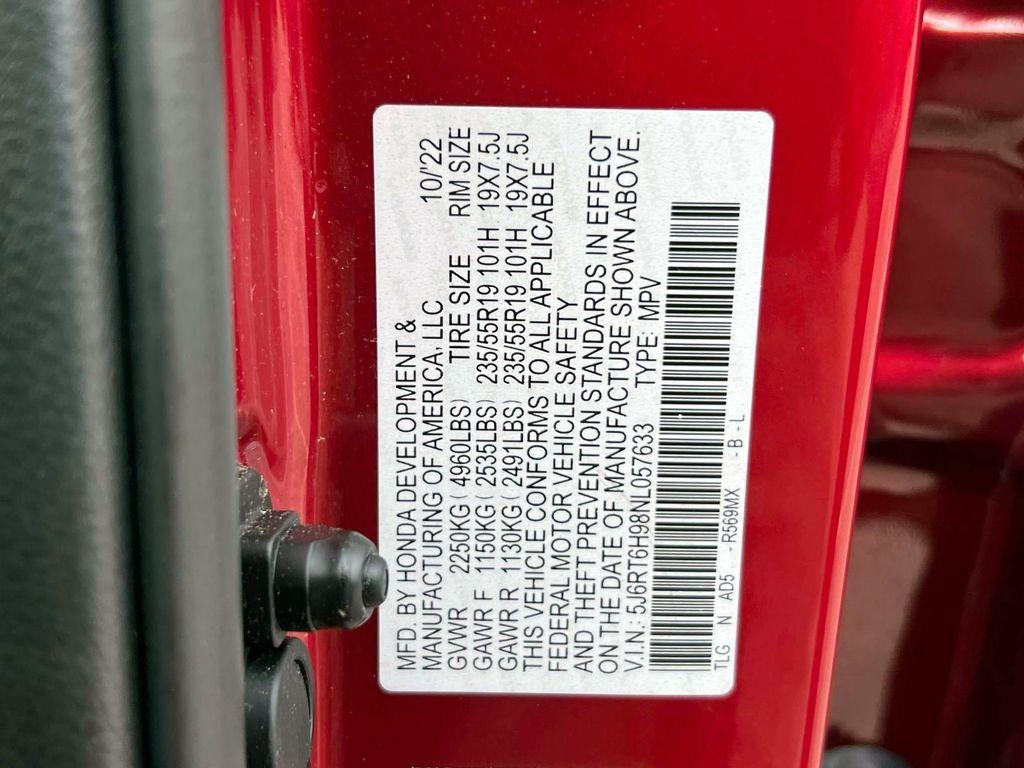 MFD. BY HONDA DEVELOPMENT &
MANUFACTURING OF AMERICA, LLC 10/'22
GVWR 2250KG ( 4960LBS) TIRE SIZE RIM SIZE
GAWR F 1150KG ( 2535LBS) 235/55R19 101H 19X7.5J
GAWR R 1130KG ( 2491LBS) 235/55R19 101H 19X7.5J
THIS VEHICLE CONFORMS TO ALL APPLICABLE
FEDERAL MOTOR VEHICLE SAFETY
AND THEFT PREVENTION STANDARDS IN EFFECT
ON THE DATE OF MANUFACTURE SHOWN ABOVE.
V.I.N.: 5J6RT6H98NL057633 TYPE: MPV
TLG N AD5 - R569MX - B - L